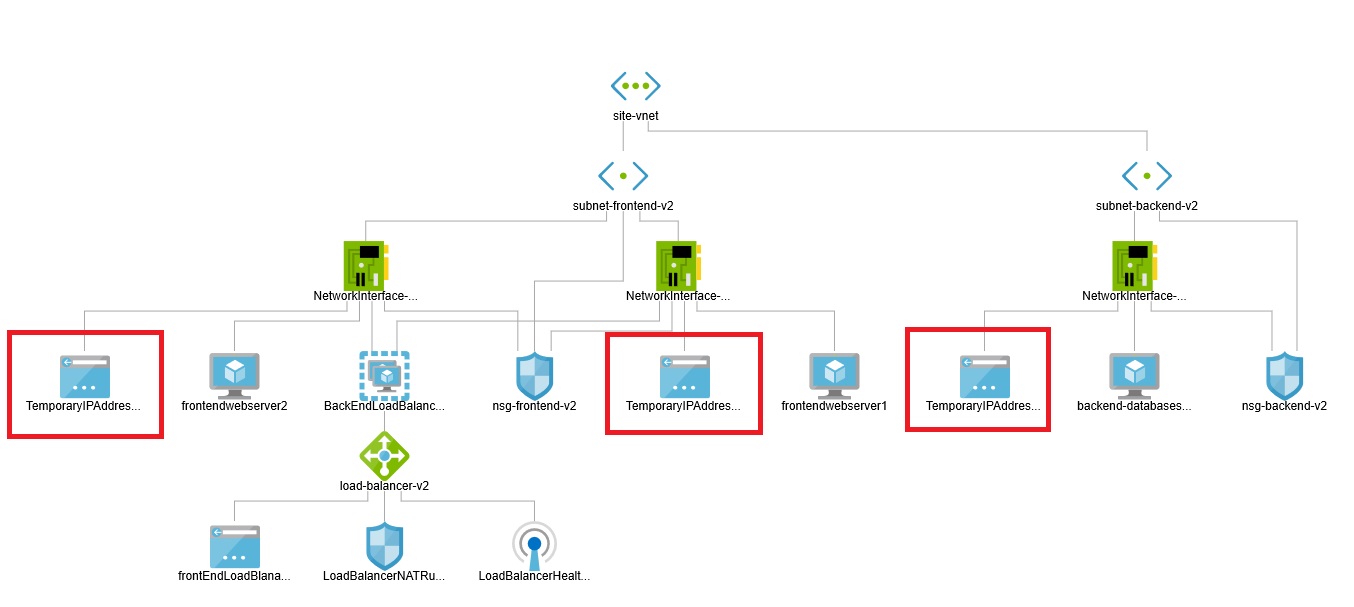 site-vnet
subnet-frontend-v2
subnet-backend-v2
NetworkInterface-...
NetworkInterface-...
NetworkInterface-...
TemporaryIPAddres...
frontendwebserver2
BackEndLoadBalanc...
nsg-frontend-v2
TemporaryIPAddres...
frontendwebserver1
TemporaryIPAddres...
backend-databases...
nsg-backend-v2
load-balancer-v2
frontEndLoadBlana...
LoadBalancerNATRu...
LoadBalancerHealt...